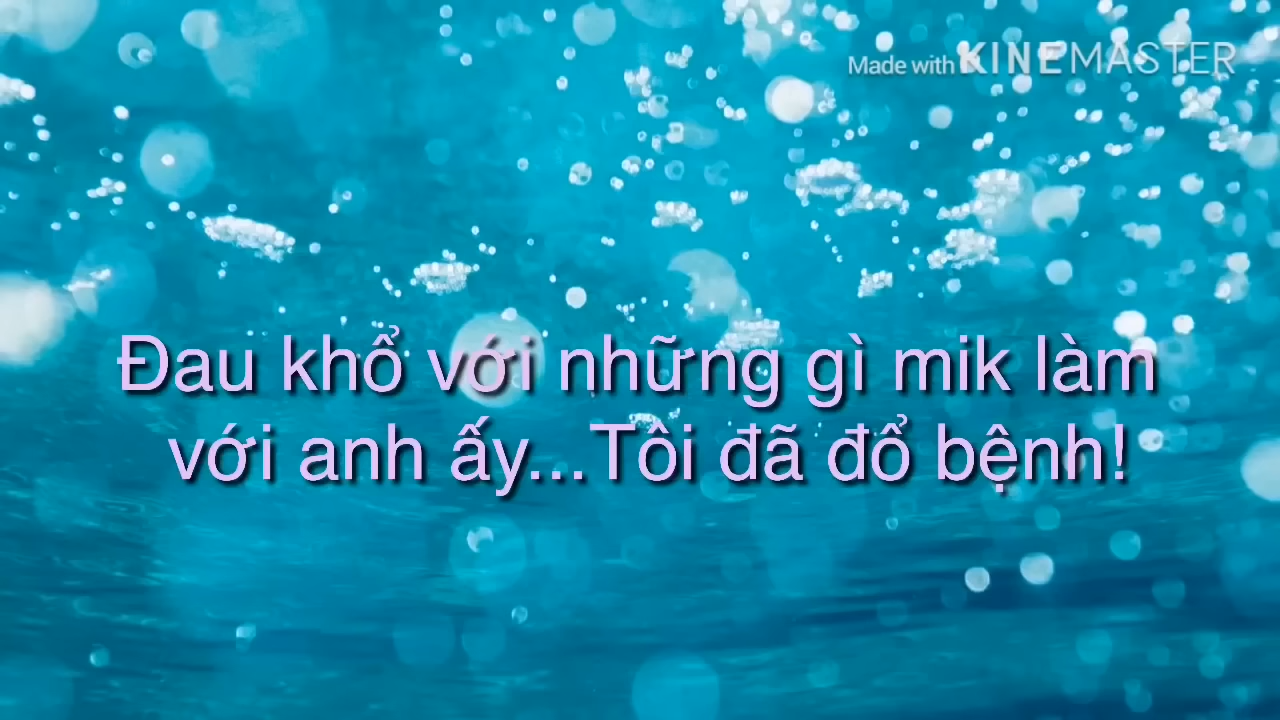 Made with KINEMASTER
Đau khổ với những gì mik làm
với anh ấy...Tôi đã đổ bệnh!